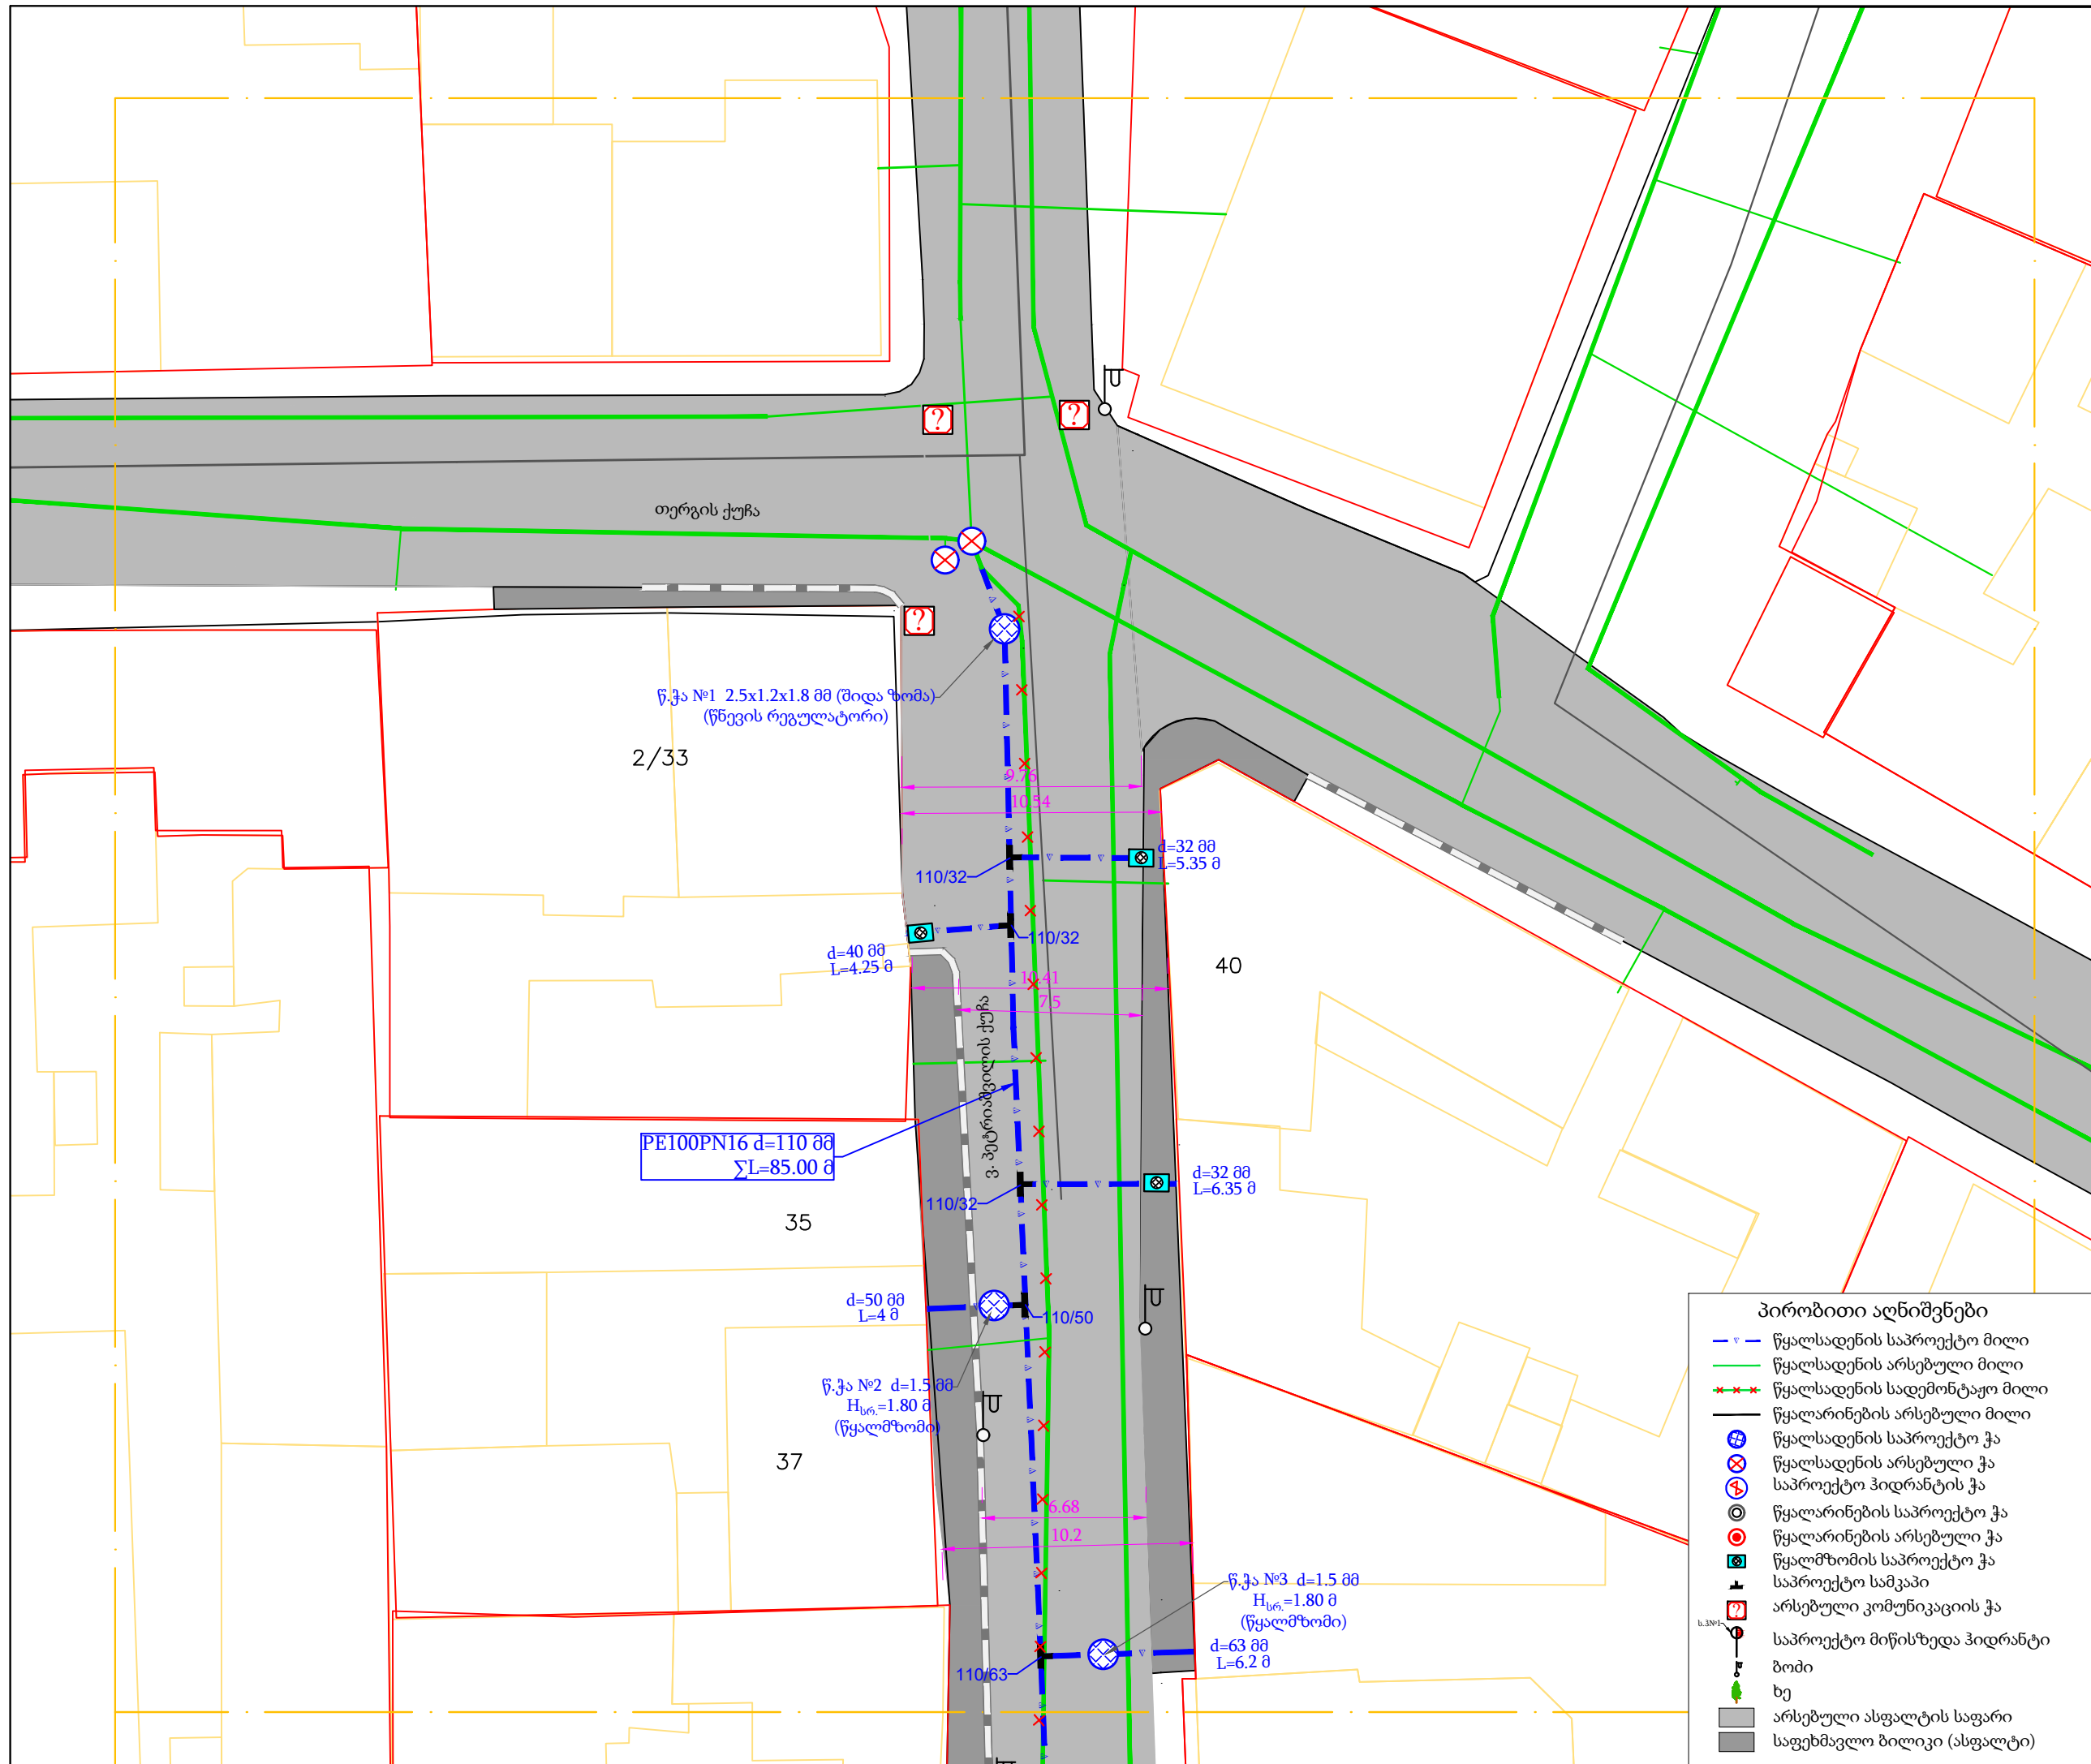 თერგის ქუჩა
წ.ჭა №1 2.5x1.2x1.8 მმ (შიდა ზომა)
(წნევის რეგულატორი)
2/33
9.76
10.54
d=32 მმ
L=5.35 მ
110/32
110/32
d=40 მმ
L=4.25 მ
40
10.41
7.5
ვ. პეტრიაშვილის ქუჩა
PE100PN16 d=110 მმ
∑L=85.00 მ
d=32 მმ
L=6.35 მ
110/32
35
d=50 მმ
L=4 მ
110/50
წ.ჭა №2 d=1.5 მმ
Hსრ.=1.80 მ
(წყალმზომი)
37
6.68
10.2
წ.ჭა №3 d=1.5 მმ
Hსრ.=1.80 მ
(წყალმზომი)
d=63 მმ
L=6.2 მ
110/63
პირობითი აღნიშვნები
წყალსადენის საპროექტო მილი
წყალსადენის არსებული მილი
წყალსადენის სადემონტაჟო მილი
წყალარინების არსებული მილი
წყალსადენის საპროექტო ჭა
წყალსადენის არსებული ჭა
საპროექტო ჰიდრანტის ჭა
წყალარინების საპროექტო ჭა
წყალარინების არსებული ჭა
წყალმზომის საპროექტო ჭა
საპროექტო სამკაპი
? არსებული კომუნიკაციის ჭა
საპროექტო მიწისზედა ჰიდრანტი
ბოძი
ხე
არსებული ასფალტის საფარი
საფეხმავლო ბილიკი (ასფალტი)